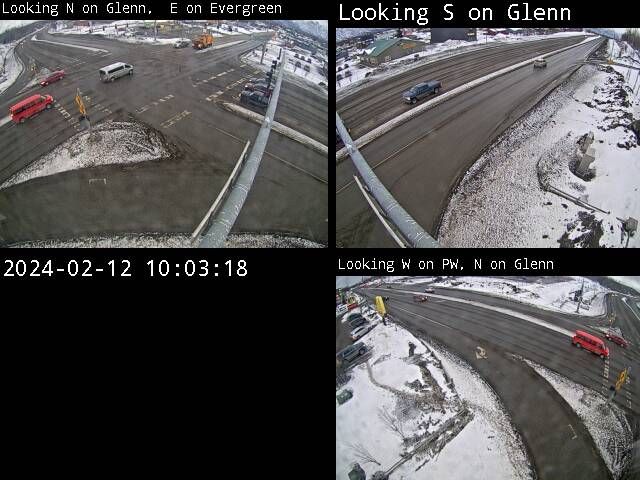 Looking N on Glenn, E on Evergreen
Looking S on Glenn
2024-02-12 10:03:18
Looking W on PW, N on Glenn